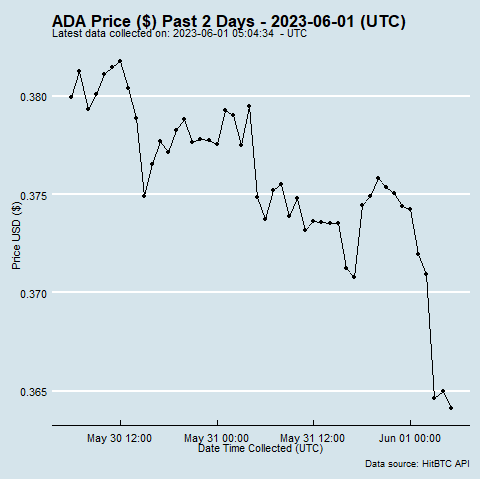 ADA Price ($) Past 2 Days - 2023-06-01 (UTC)
Latest data collected on: 2023-06-01 05:04:34 - UTC
0.380
0.375
0.370
0.365
Price USD ($)
May 30 12:00
May 31 00:00
May 31 12:00
Jun 01 00:00
Date Time Collected (UTC)
Data source: HitBTC API